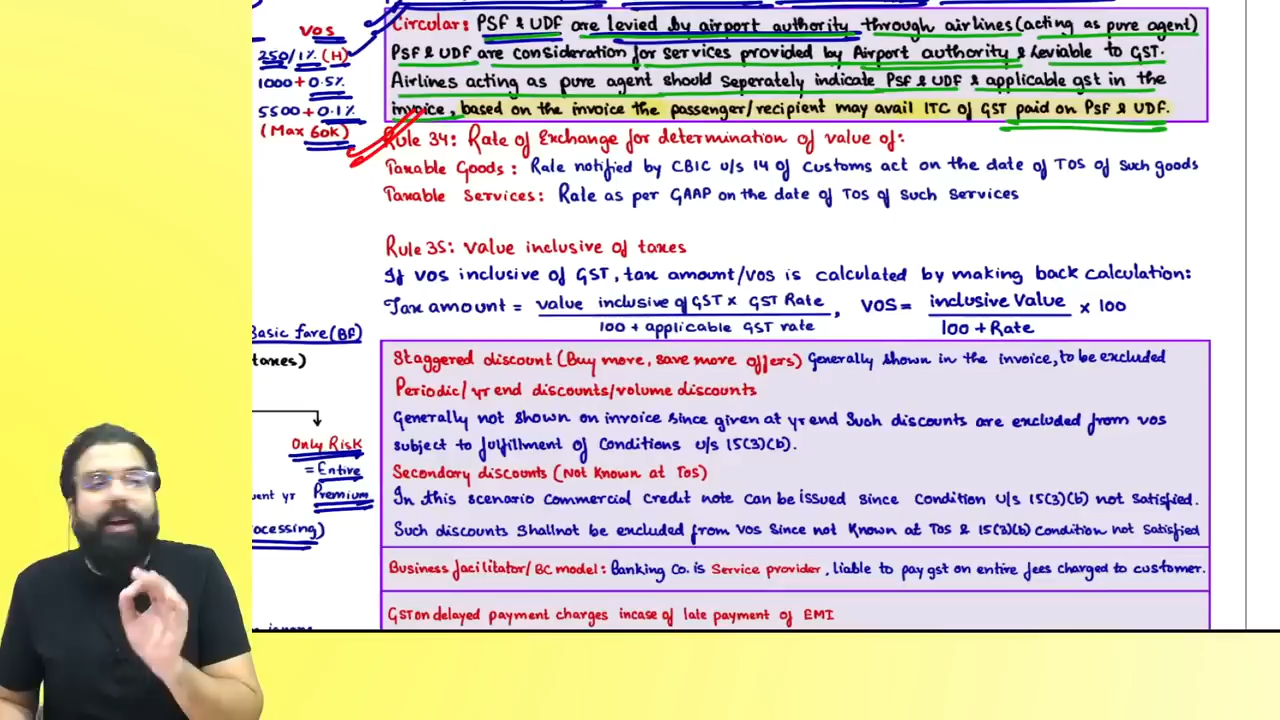 VOS
250/1% (H)
1000+0.5%
5500+0.1%
(Max 60K)
Circular: PSF & UDF are levied by airport authority through airlines (acting as pure agent)
PSF & UDF are consideration for services provided by Airport authority & Leviable to GST.
Airlines acting as pure agent should seperately indicate PSF & UDF & applicable gst in the
invoice, based on the invoice the passenger/recipient may avail ITC of GST paid on PSF & UDF.
Rule 34: Rate of Exchange for determination of value of:
Taxable Goods: Rate notified by CBIC u/s 14 of Customs act on the date of TOS of such goods
Taxable Services: Rate as per GAAP on the date of TOS of such services
Rule 35: Value inclusive of taxes
If VOS inclusive of GST, tax amount/VOS is calculated by making back calculation:
Tax amount = value inclusive of GST x GST Rate / 100 + applicable GST rate, VOS = inclusive Value / 100 + Rate x 100
Basic fare (BF)
taxes)
Only Risk
= Entire
Premium
uent yr
ocessing)
Staggered discount (Buy more, save more offers) Generally shown in the invoice, to be excluded
Periodic/yr end discounts/volume discounts
Generally not shown on invoice since given at yr end Such discounts are excluded from vos
subject to fulfillment of Conditions u/s 15(3)(b).
Secondary discounts (Not Known at Tos)
In this scenario commercial credit note can be issued since Condition u/s 15(3)(b) not satisfied.
Such discounts shall not be excluded from vos since not Known at Tos & 15(3)(b) Condition not satisfied
Business facilitator/BC model: Banking Co. is Service provider, liable to pay gst on entire fees charged to customer.
GST on delayed payment charges incase of late payment of EMI